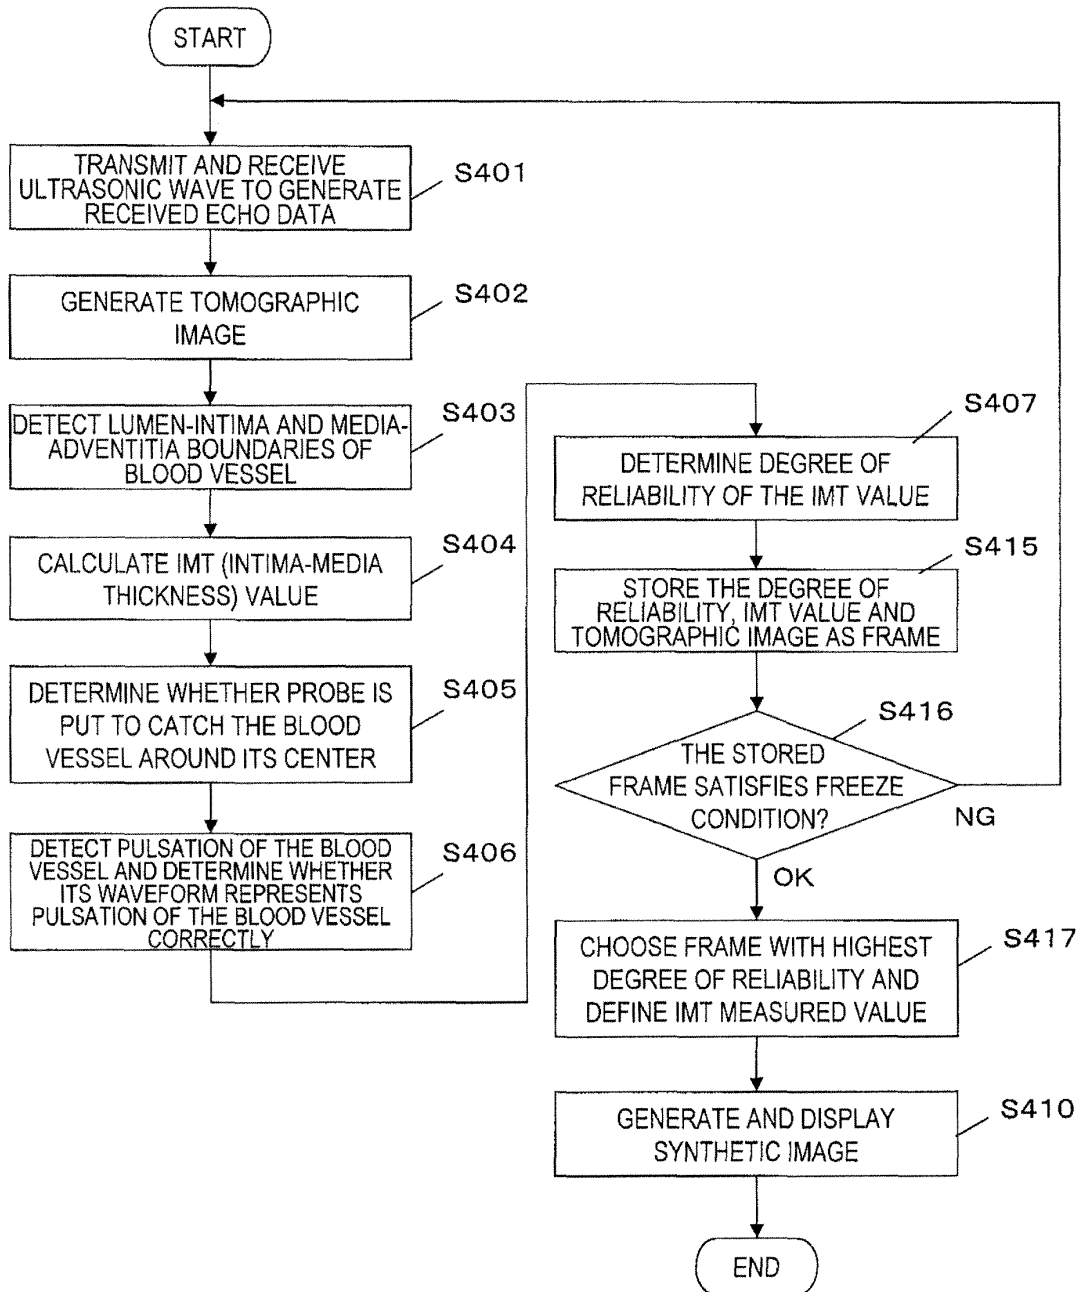 START
TRANSMIT AND RECEIVE
ULTRASONIC WAVE TO GENERATE
RECEIVED ECHO DATA
S401
GENERATE TOMOGRAPHIC
IMAGE
S402
DETECT LUMEN-INTIMA AND MEDIA-
ADVENTITIA BOUNDARIES OF
BLOOD VESSEL
S403
CALCULATE IMT (INTIMA-MEDIA
THICKNESS) VALUE
S404
DETERMINE WHETHER PROBE IS
PUT TO CATCH THE BLOOD
VESSEL AROUND ITS CENTER
S405
DETECT PULSATION OF THE BLOOD
VESSEL AND DETERMINE WHETHER
ITS WAVEFORM REPRESENTS
PULSATION OF THE BLOOD VESSEL
CORRECTLY
S406
DETERMINE DEGREE OF
RELIABILITY OF THE IMT VALUE
S407
STORE THE DEGREE OF
RELIABILITY, IMT VALUE AND
TOMOGRAPHIC IMAGE AS FRAME
S415
THE STORED
FRAME SATISFIES FREEZE
CONDITION?
S416
NG
OK
CHOOSE FRAME WITH HIGHEST
DEGREE OF RELIABILITY AND
DEFINE IMT MEASURED VALUE
S417
GENERATE AND DISPLAY
SYNTHETIC IMAGE
S410
END